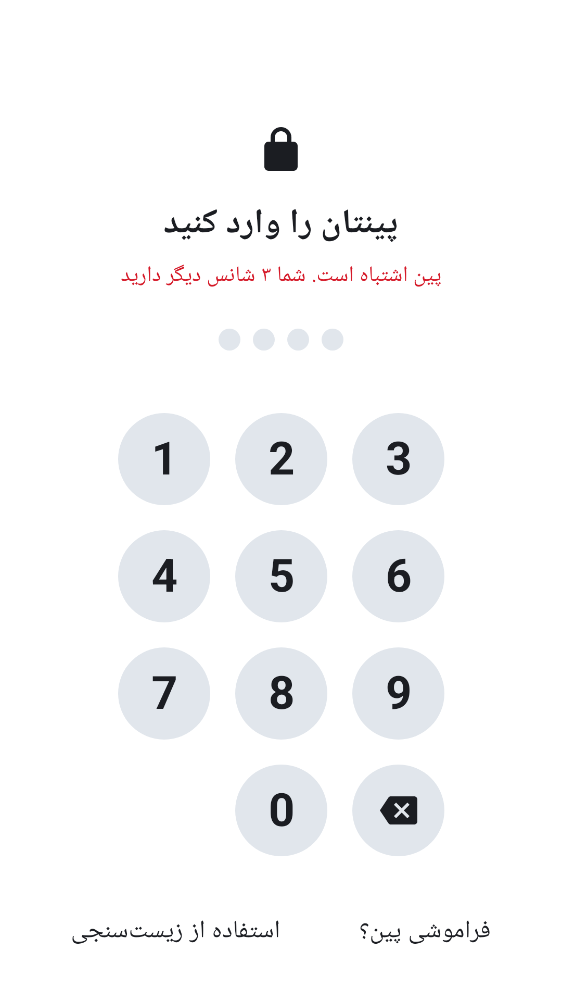 پینتان را وارد کنید
پین اشتباه است. شما ۳ شانس دیگر دارید
1 2 3
4 5 6
7 8 9
0
فراموشی پین؟
استفاده از زیست‌سنجی